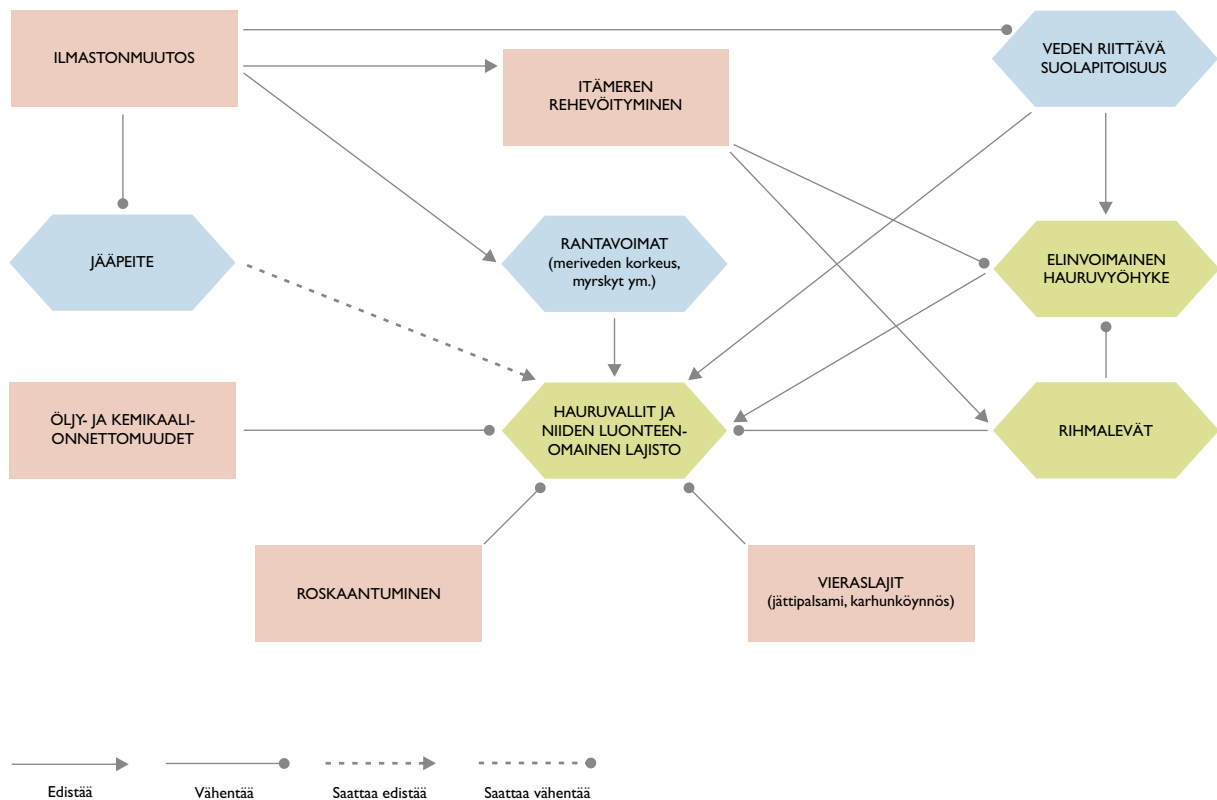 ILMASTONMUUTOS
ITÄMEREN
REHEVÖITYMINEN
VEDEN RIITTÄVÄ
SUOLAPITOISUUS
JÄÄPEITE
RANTAVOIMAT
(meriveden korkeus,
myrskyt ym.)
ELINVOIMAINEN
HAURUVYÖHYKE
ÖLJY- JA KEMIKAALI-
ONNETTOMUUDET
HAURUVALLIT JA
NIIDEN LUONTEEN-
OMAINEN LAJISTO
RIHMALEVÄT
ROSKAANTUMINEN
VIERASLAJIT
(jättipalsami, karhunköynnös)
Edistää
Vähentää
Saattaa edistää
Saattaa vähentää